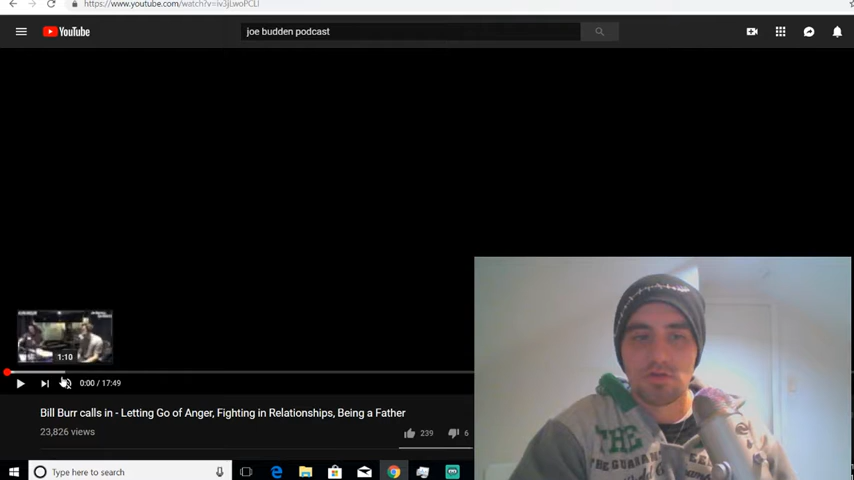 https://www.youtube.com/watch?v=iv3jLwoPCLI
YouTube
joe budden podcast
1:10
0:00 / 17:49
Bill Burr calls in - Letting Go of Anger, Fighting in Relationships, Being a Father
23,826 views
239
6
Type here to search
THE
THE GUARAN